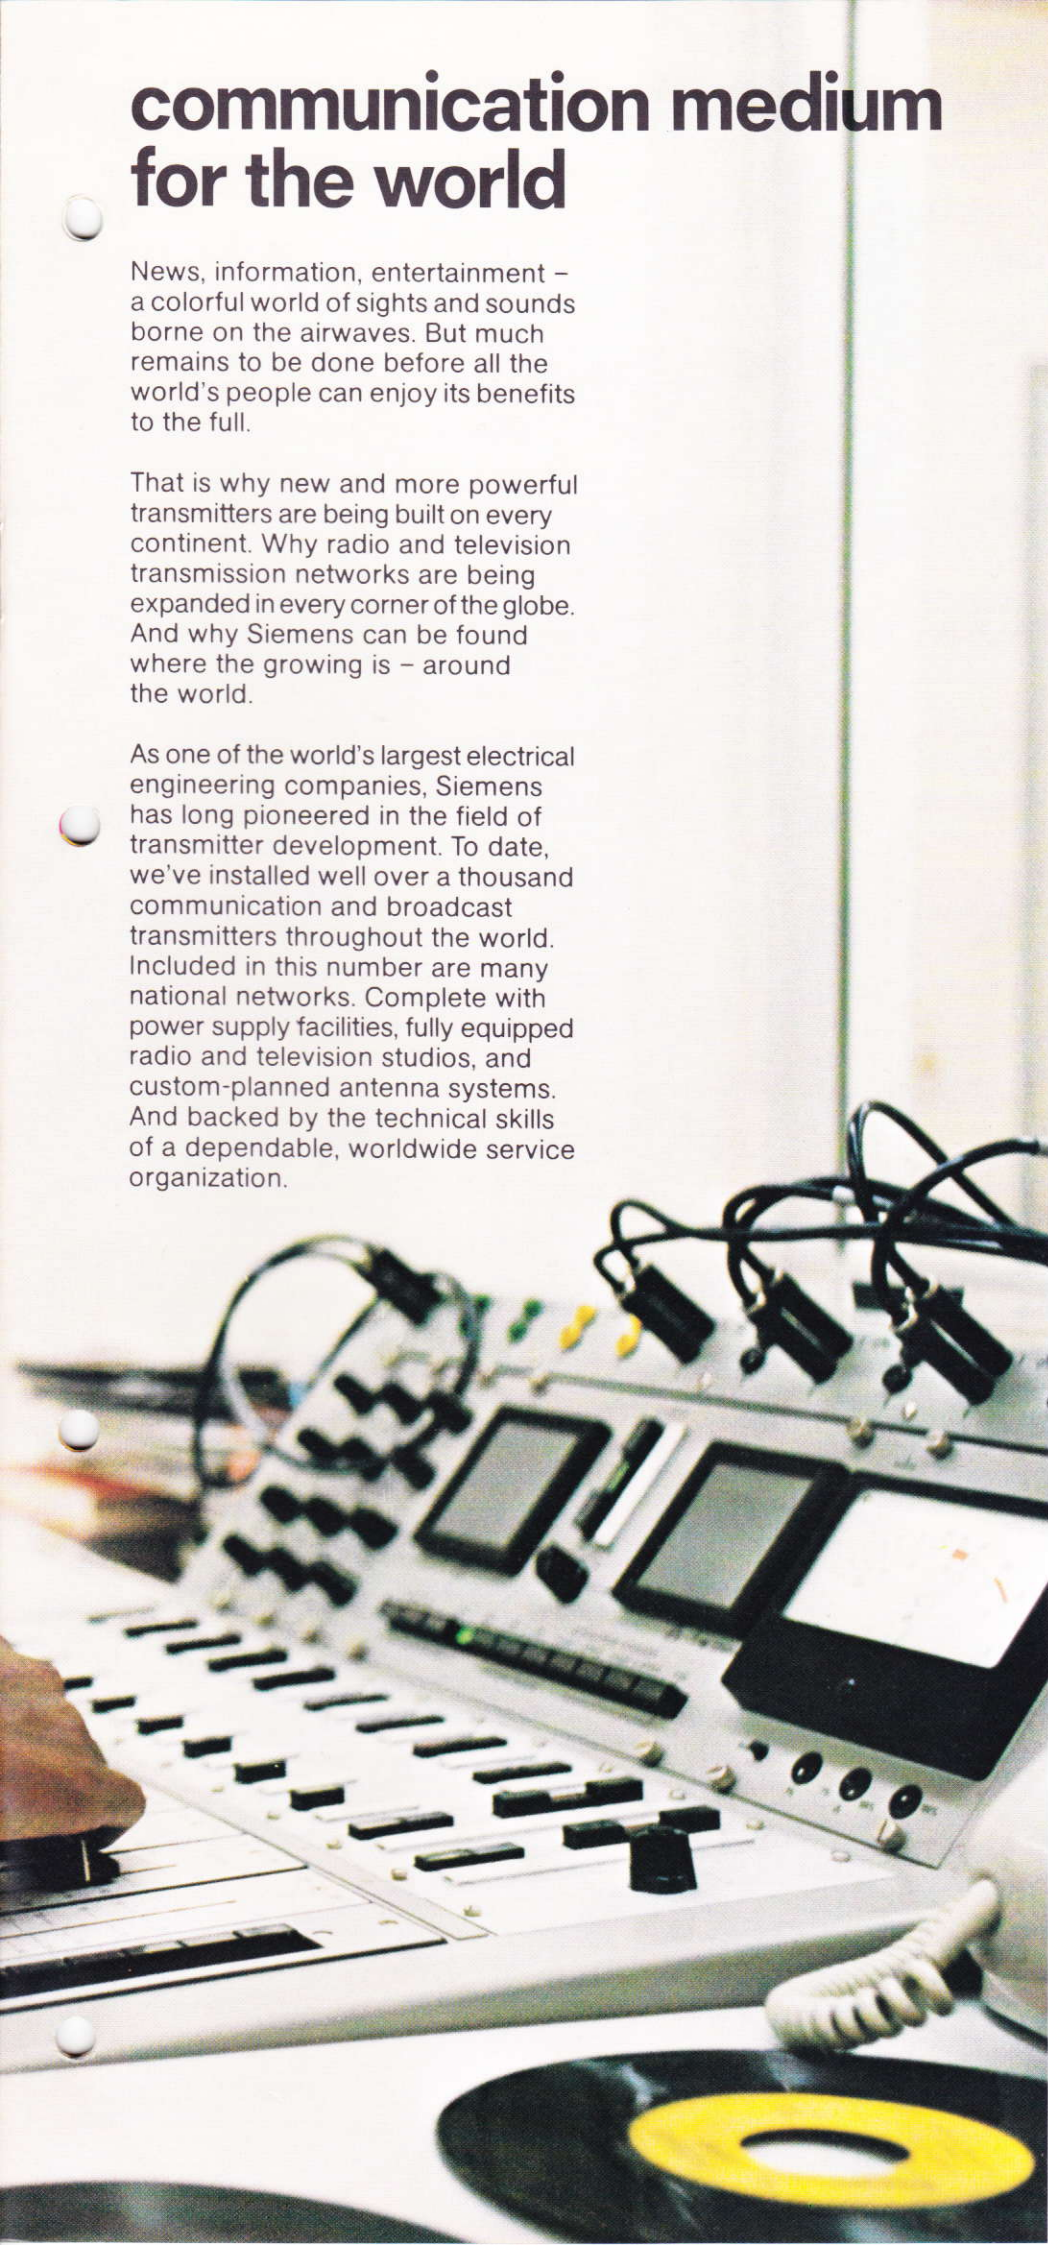 communication medium
for the world
News, information, entertainment –
a colorful world of sights and sounds
borne on the airwaves. But much
remains to be done before all the
world's people can enjoy its benefits
to the full.
That is why new and more powerful
transmitters are being built on every
continent. Why radio and television
transmission networks are being
expanded in every corner of the globe.
And why Siemens can be found
where the growing is – around
the world.
As one of the world's largest electrical
engineering companies, Siemens
has long pioneered in the field of
transmitter development. To date,
we've installed well over a thousand
communication and broadcast
transmitters throughout the world.
Included in this number are many
national networks. Complete with
power supply facilities, fully equipped
radio and television studios, and
custom-planned antenna systems.
And backed by the technical skills
of a dependable, worldwide service
organization.